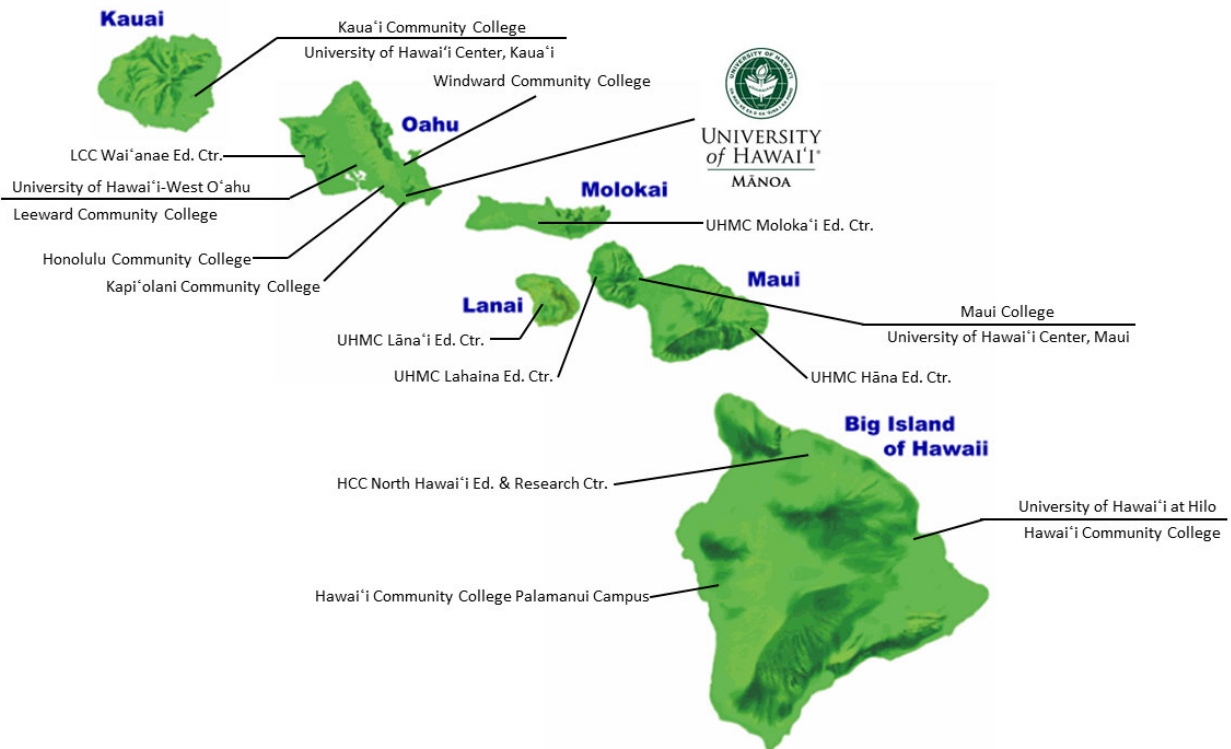 Kauai
Kauaʻi Community College
University of Hawaiʻi Center, Kauaʻi
Windward Community College
Oahu
LCC Waiʻanae Ed. Ctr.
University of Hawaiʻi-West Oʻahu
Leeward Community College
Honolulu Community College
Kapiʻolani Community College
UNIVERSITY
of HAWAIʻI®
MĀNOA
Molokai
UHMC Molokaʻi Ed. Ctr.
Lanai
Maui
Maui College
University of Hawaiʻi Center, Maui
UHMC Lānaʻi Ed. Ctr.
UHMC Lahaina Ed. Ctr.
UHMC Hāna Ed. Ctr.
Big Island
of Hawaii
HCC North Hawaiʻi Ed. & Research Ctr.
University of Hawaiʻi at Hilo
Hawaiʻi Community College
Hawaiʻi Community College Palamanui Campus